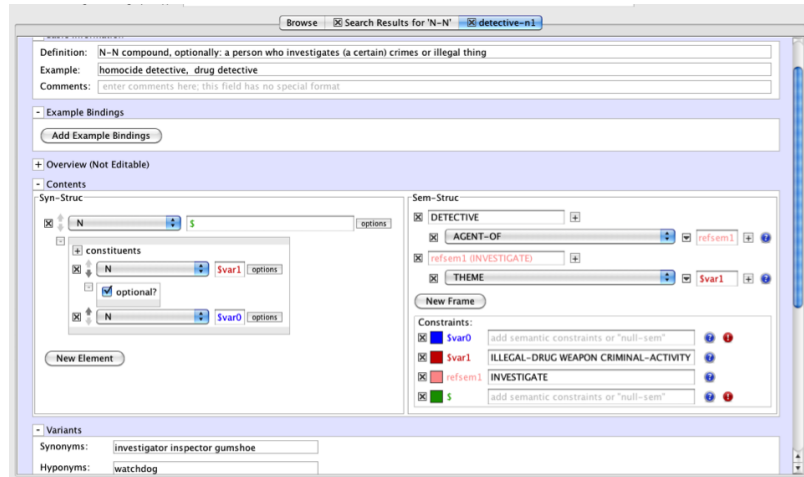 Browse Search Results for 'N-N' detective-n1
Definition: N-N compound, optionally: a person who investigates (a certain) crimes or illegal thing
Example: homocide detective, drug detective
Comments: enter comments here; this field has no special format
- Example Bindings
Add Example Bindings
+ Overview (Not Editable)
- Contents
Syn-Struc
N $ options
- + constituents
N $var1 options
- optional?
N $var0 options
New Element
Sem-Struc
DETECTIVE +
AGENT-OF refsem1 + ?
refsem1 (INVESTIGATE) +
THEME $var1 + ?
New Frame
Constraints:
$var0 add semantic constraints or "null-sem" ? !
$var1 ILLEGAL-DRUG WEAPON CRIMINAL-ACTIVITY ?
refsem1 INVESTIGATE ?
$ add semantic constraints or "null-sem" ? !
- Variants
Synonyms: investigator inspector gumshoe
Hyponyms: watchdog